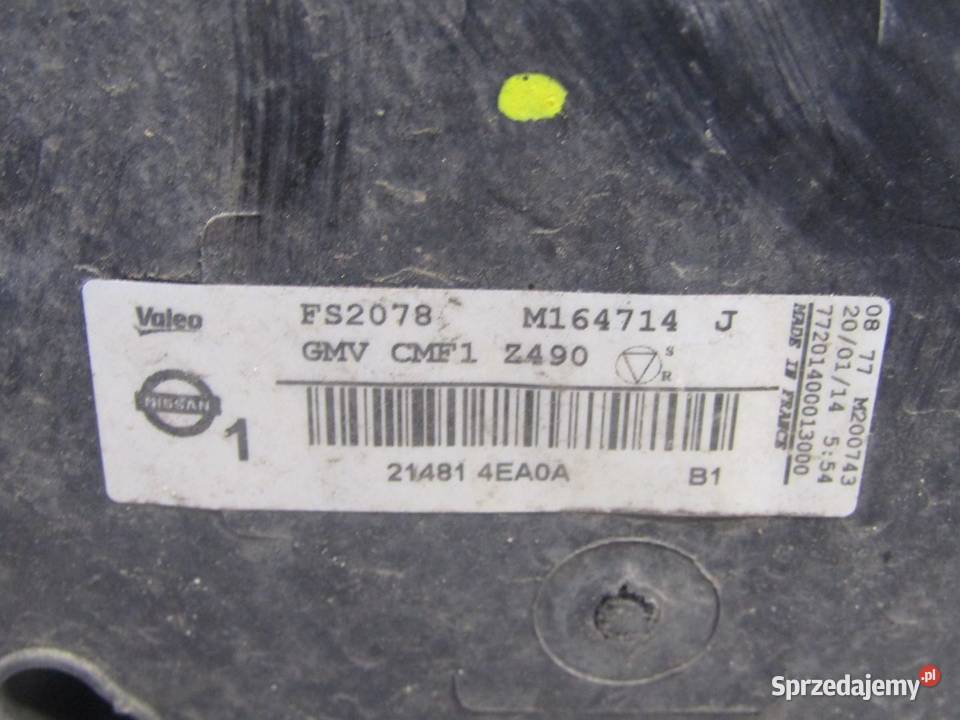 Valeo
FS2078 M164714 J
GMV CMF1 Z490
S
R
NISSAN
1
21481 4EA0A
B1
08 77 M200743
20/01/14 5:54
77201400013000
MADE IN FRANCE
Sprzedajemy.pl